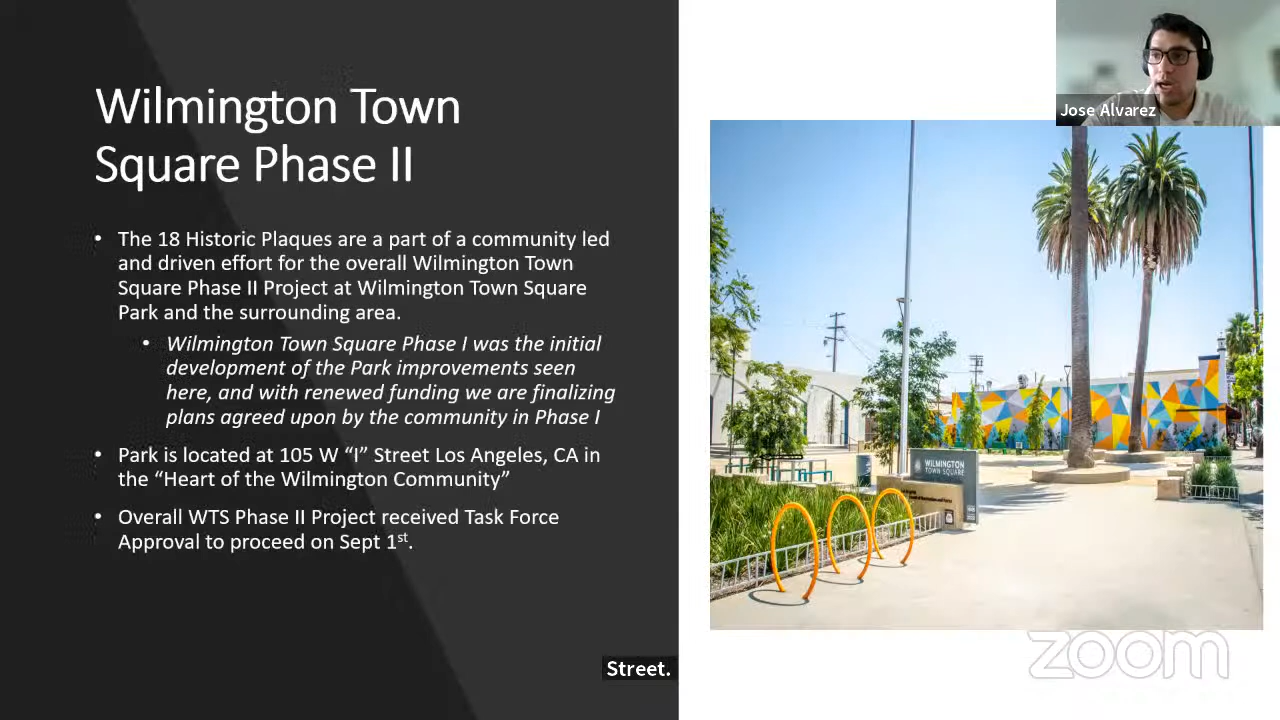 Wilmington Town
Square Phase II
• The 18 Historic Plaques are a part of a community led
and driven effort for the overall Wilmington Town
Square Phase II Project at Wilmington Town Square
Park and the surrounding area.
• Wilmington Town Square Phase I was the initial
development of the Park improvements seen
here, and with renewed funding we are finalizing
plans agreed upon by the community in Phase I
• Park is located at 105 W “I” Street Los Angeles, CA in
the “Heart of the Wilmington Community”
• Overall WTS Phase II Project received Task Force
Approval to proceed on Sept 1st.
Street.
Jose Alvarez
WILMINGTON
TOWN SQUARE
zoom